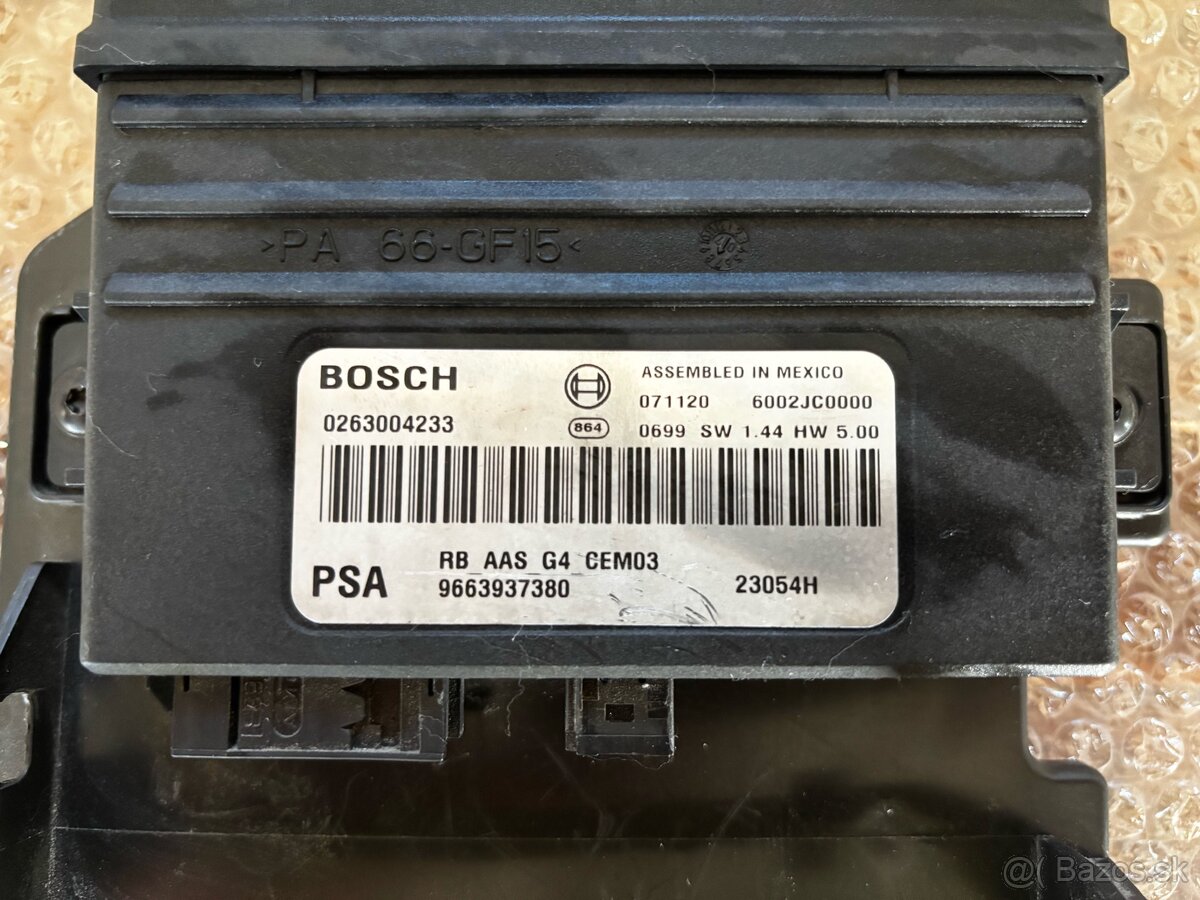 >PA 66-GF15<
BOSCH
0263004233
ASSEMBLED IN MEXICO
071120 6002JC0000
864
0699 SW 1.44 HW 5.00
RB_AAS_G4_CEM03
PSA
9663937380
23054H
@( Bazos.sk